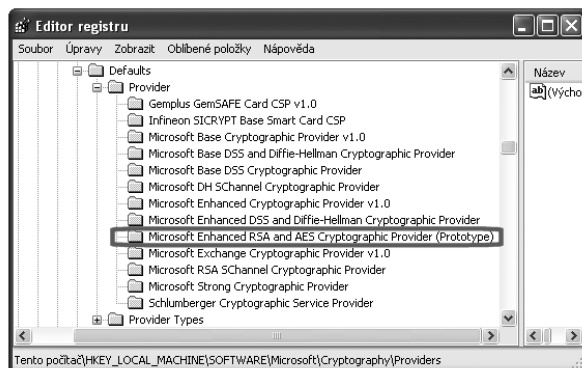 Editor registru
Soubor Úpravy Zobrazit Oblíbené položky Nápověda
Defaults
Provider
Gemplus GemSAFE Card CSP v1.0
Infineon SICRYPT Base Smart Card CSP
Microsoft Base Cryptographic Provider v1.0
Microsoft Base DSS and Diffie-Hellman Cryptographic Provider
Microsoft Base DSS Cryptographic Provider
Microsoft DH SChannel Cryptographic Provider
Microsoft Enhanced Cryptographic Provider v1.0
Microsoft Enhanced DSS and Diffie-Hellman Cryptographic Provider
Microsoft Enhanced RSA and AES Cryptographic Provider (Prototype)
Microsoft Exchange Cryptographic Provider v1.0
Microsoft RSA SChannel Cryptographic Provider
Microsoft Strong Cryptographic Provider
Schlumberger Cryptographic Service Provider
Provider Types
Název
ab (Výcho
Tento počítač\HKEY_LOCAL_MACHINE\SOFTWARE\Microsoft\Cryptography\Providers